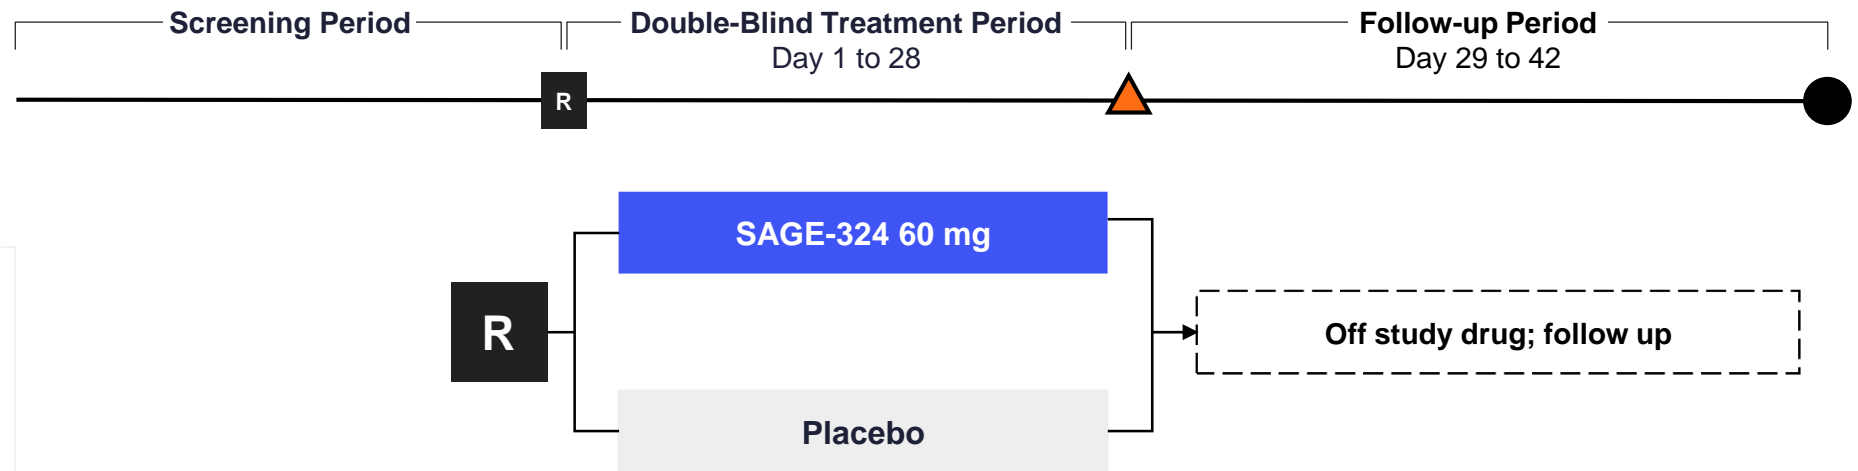 Screening Period
Double-Blind Treatment Period
Day 1 to 28
Follow-up Period
Day 29 to 42
R
SAGE-324 60 mg
R
Off study drug; follow up
Placebo